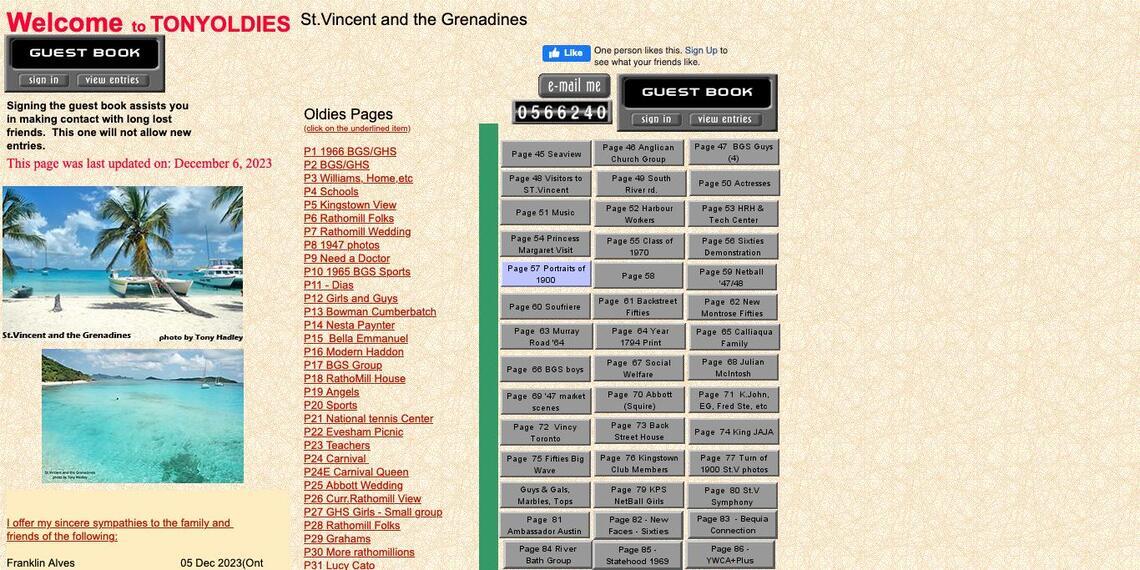 Welcome to TONYOLDIES
St.Vincent and the Grenadines
GUEST BOOK
sign in view entries
Signing the guest book assists you
in making contact with long lost
friends. This one will not allow new
entries.
This page was last updated on: December 6, 2023
St.Vincent and the Grenadines photo by Tony Hadley
St.Vincent and the Grenadines
photo by Tony Hadley
I offer my sincere sympathies to the family and
friends of the following:
Franklin Alves 05 Dec 2023(Ont
Oldies Pages
(click on the underlined item)
P1 1966 BGS/GHS
P2 BGS/GHS
P3 Williams, Home,etc
P4 Schools
P5 Kingstown View
P6 Rathomill Folks
P7 Rathomill Wedding
P8 1947 photos
P9 Need a Doctor
P10 1965 BGS Sports
P11 - Dias
P12 Girls and Guys
P13 Bowman Cumberbatch
P14 Nesta Paynter
P15 Bella Emmanuel
P16 Modern Haddon
P17 BGS Group
P18 RathoMill House
P19 Angels
P20 Sports
P21 National tennis Center
P22 Evesham Picnic
P23 Teachers
P24 Carnival
P24E Carnival Queen
P25 Abbott Wedding
P26 Curr.Rathomill View
P27 GHS Girls - Small group
P28 Rathomill Folks
P29 Grahams
P30 More rathomillions
P31 Lucy Cato
Like
One person likes this. Sign Up to
see what your friends like.
e-mail me
0566240
GUEST BOOK
sign in view entries
Page 45 Seaview
Page 46 Anglican
Church Group
Page 47 BGS Guys
(4)
Page 48 Visitors to
ST.Vincent
Page 49 South
River rd.
Page 50 Actresses
Page 51 Music
Page 52 Harbour
Workers
Page 53 HRH &
Tech Center
Page 54 Princess
Margaret Visit
Page 55 Class of
1970
Page 56 Sixties
Demonstration
Page 57 Portraits of
1900
Page 58
Page 59 Netball
'47/48
Page 60 Soufriere
Page 61 Backstreet
Fifties
Page 62 New
Montrose Fifties
Page 63 Murray
Road '64
Page 64 Year
1794 Print
Page 65 Calliaqua
Family
Page 66 BGS boys
Page 67 Social
Welfare
Page 68 Julian
McIntosh
Page 69 '47 market
scenes
Page 70 Abbott
(Squire)
Page 71 K.John,
EG, Fred Ste, etc
Page 72 Vincy
Toronto
Page 73 Back
Street House
Page 74 King JAJA
Page 75 Fifties Big
Wave
Page 76 Kingstown
Club Members
Page 77 Turn of
1900 St.V photos
Guys & Gals,
Marbles, Tops
Page 79 KPS
NetBall Girls
Page 80 St.V
Symphony
Page 81
Ambassador Austin
Page 82 - New
Faces - Sixties
Page 83 - Bequia
Connection
Page 84 River
Bath Group
Page 85 -
Statehood 1969
Page 86 -
YWCA+Plus